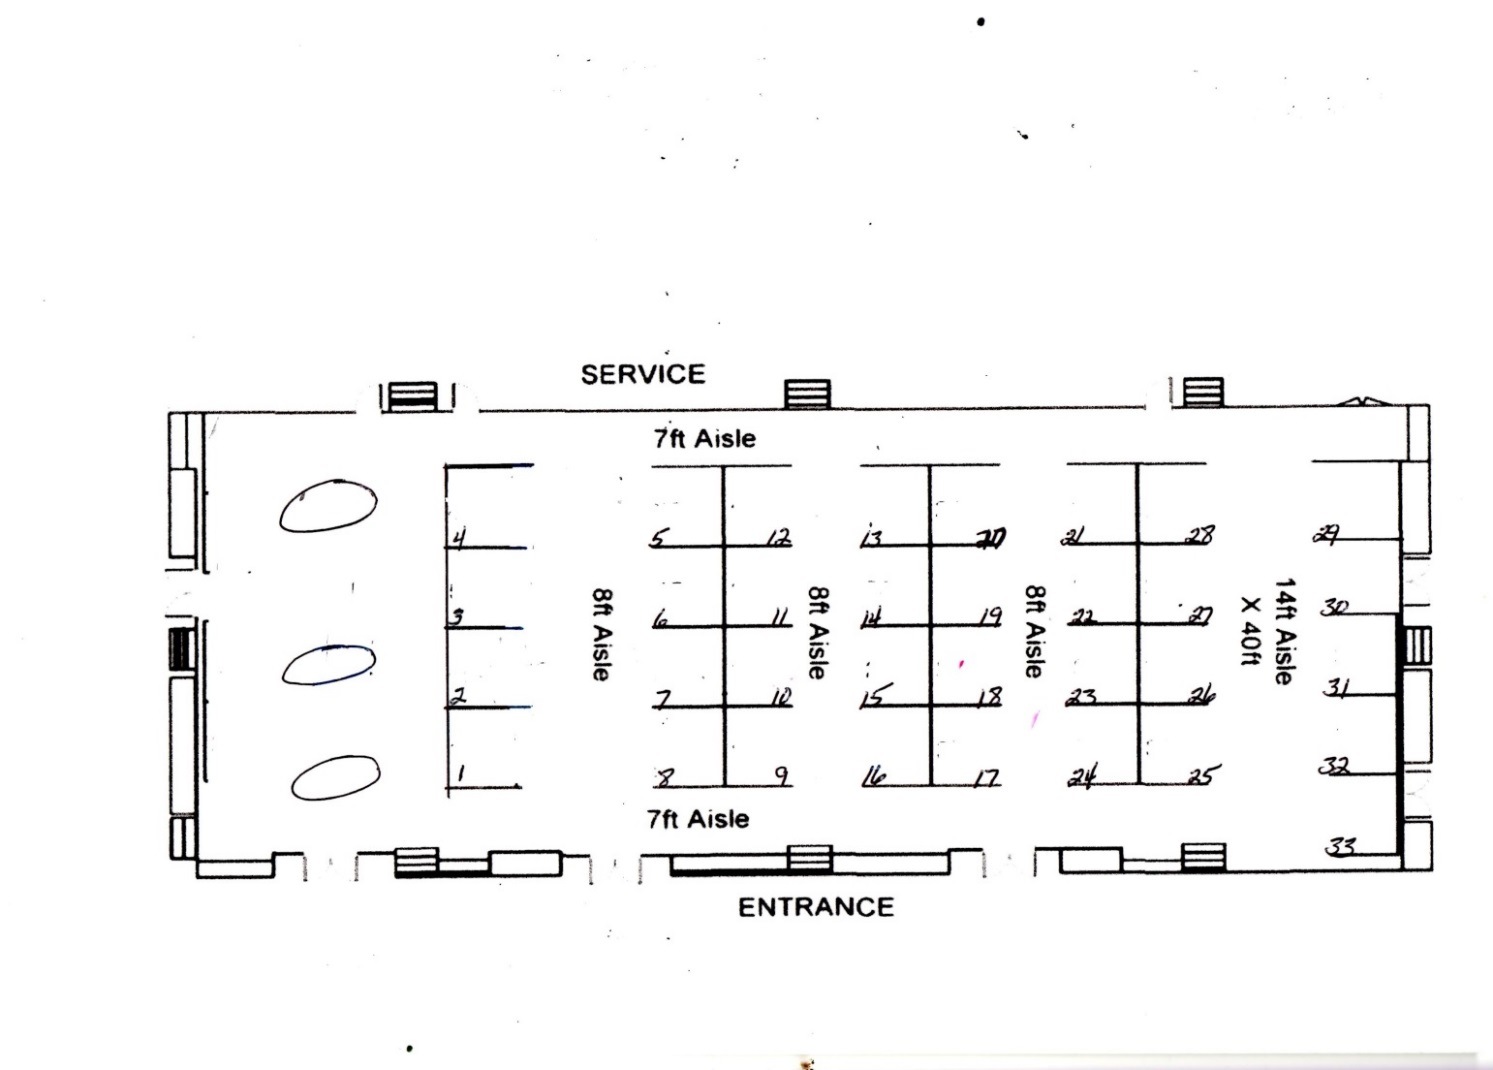 SERVICE
7ft Aisle
4 5 12 13 20 21 28 29
3 6 11 14 19 22 27 30
8ft Aisle
8ft Aisle
8ft Aisle
14ft Aisle
X 40ft
2 7 10 15 18 23 26 31
1 8 9 16 17 24 25 32
7ft Aisle
33
ENTRANCE